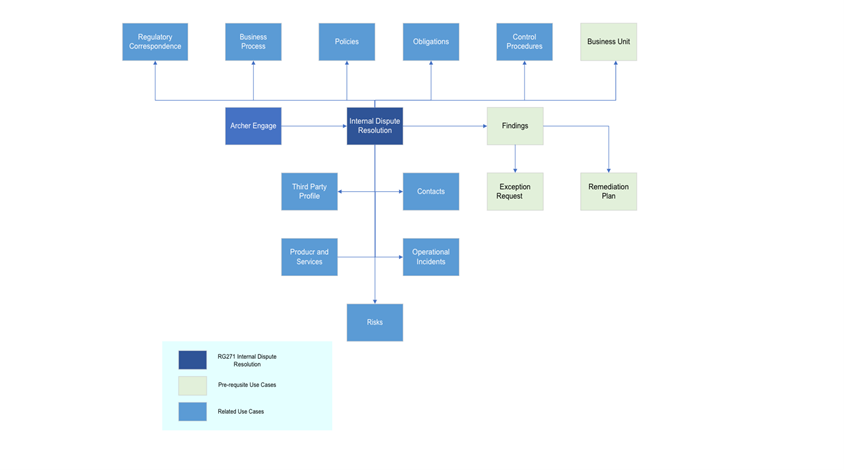 Regulatory
Correspondence
Business
Process
Policies
Obligations
Control
Procedures
Business Unit
Archer Engage
Internal Dispute
Resolution
Findings
Third Party
Profile
Contacts
Exception
Request
Remediation
Plan
Producr and
Services
Operational
Incidents
Risks
RG271 Internal Dispute
Resolution
Pre-requsite Use Cases
Related Use Cases